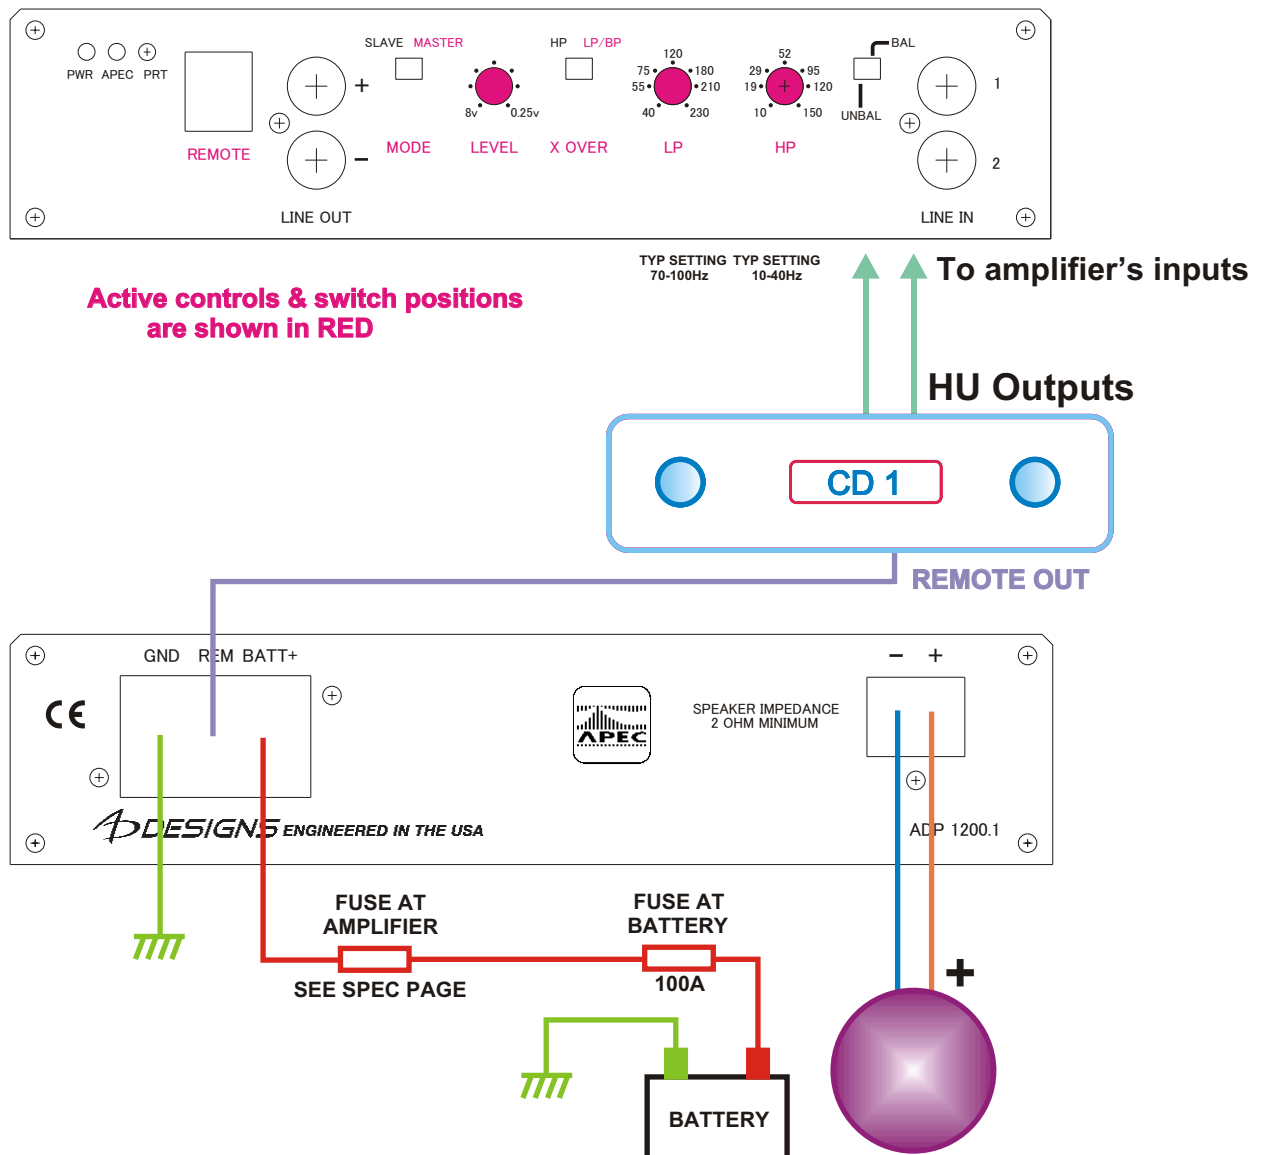 SLAVE MASTER
HP LP/BP
BAL
PWR APEC PRT
+
-
8v 0.25v
120
75 180
55 210
40 230
52
29 95
19 120
10 150
UNBAL
1
2
REMOTE
MODE LEVEL X OVER LP HP
LINE OUT
LINE IN
TYP SETTING
70-100Hz
TYP SETTING
10-40Hz
To amplifier's inputs
Active controls & switch positions
are shown in RED
HU Outputs
CD 1
REMOTE OUT
GND REM BATT+
- +
CE
APEC
SPEAKER IMPEDANCE
2 OHM MINIMUM
AD DESIGNS ENGINEERED IN THE USA
ADP 1200.1
FUSE AT
AMPLIFIER
SEE SPEC PAGE
FUSE AT
BATTERY
100A
+
BATTERY